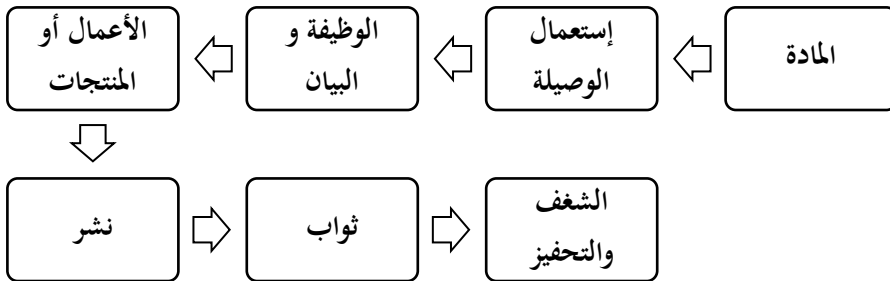 المادة
إستعمال
الوصيلة
الوظيفة و
البيان
الأعمال أو
المنتجات
نشر
ثواب
الشغف
والتحفيز